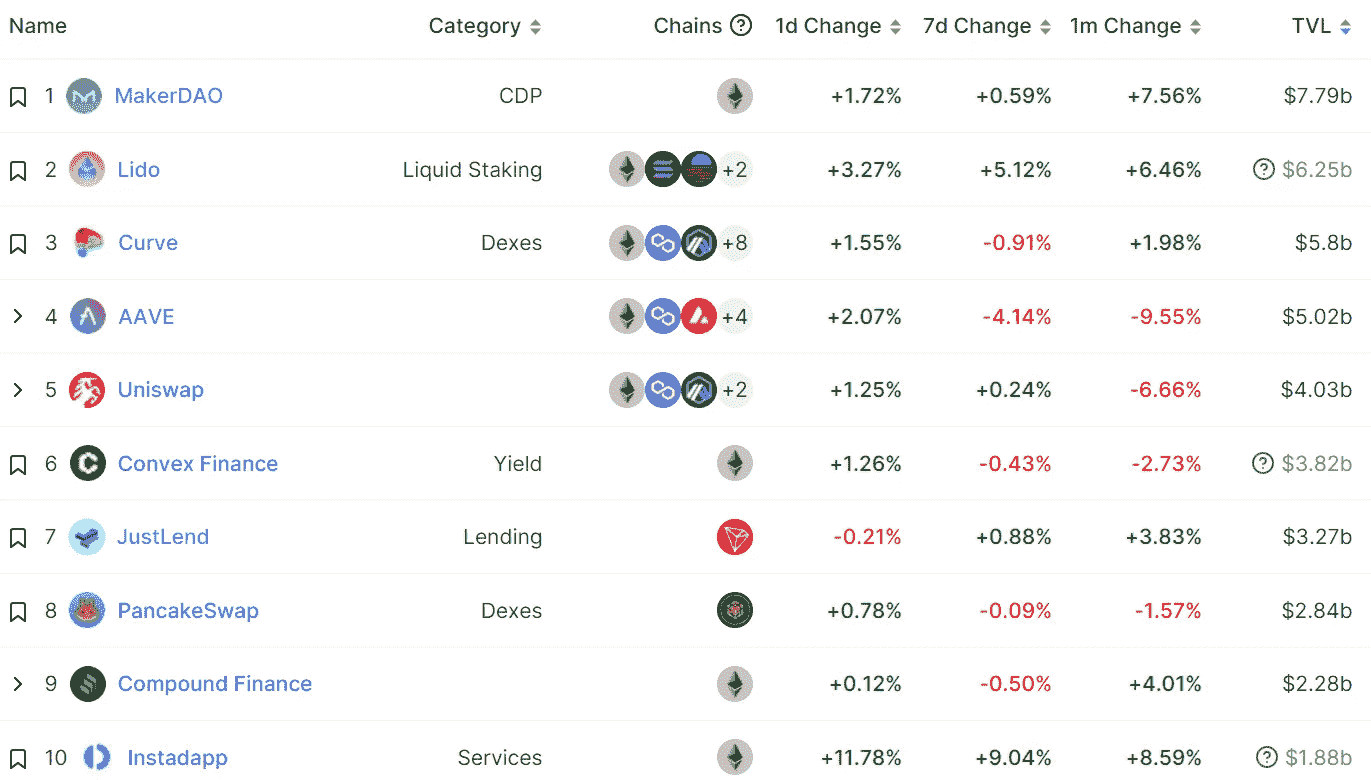 Name Category Chains ? 1d Change 7d Change 1m Change TVL
1 MakerDAO CDP +1.72% +0.59% +7.56% $7.79b
2 Lido Liquid Staking +2 +3.27% +5.12% +6.46% ? $6.25b
3 Curve Dexes +8 +1.55% -0.91% +1.98% $5.8b
4 AAVE +4 +2.07% -4.14% -9.55% $5.02b
5 Uniswap +2 +1.25% +0.24% -6.66% $4.03b
6 Convex Finance Yield +1.26% -0.43% -2.73% ? $3.82b
7 JustLend Lending -0.21% +0.88% +3.83% $3.27b
8 PancakeSwap Dexes +0.78% -0.09% -1.57% $2.84b
9 Compound Finance +0.12% -0.50% +4.01% $2.28b
10 Instadapp Services +11.78% +9.04% +8.59% ? $1.88b